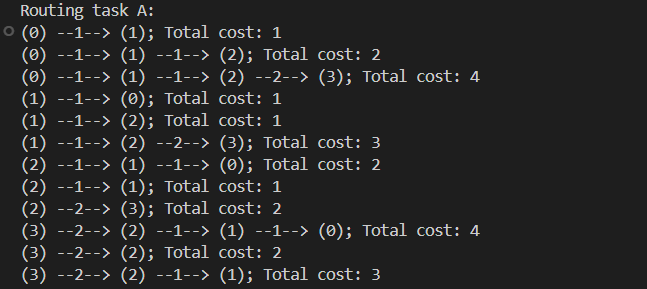 Routing task A:
(0) --1--> (1); Total cost: 1
(0) --1--> (1) --1--> (2); Total cost: 2
(0) --1--> (1) --1--> (2) --2--> (3); Total cost: 4
(1) --1--> (0); Total cost: 1
(1) --1--> (2); Total cost: 1
(1) --1--> (2) --2--> (3); Total cost: 3
(2) --1--> (1) --1--> (0); Total cost: 2
(2) --1--> (1); Total cost: 1
(2) --2--> (3); Total cost: 2
(3) --2--> (2) --1--> (1) --1--> (0); Total cost: 4
(3) --2--> (2); Total cost: 2
(3) --2--> (2) --1--> (1); Total cost: 3